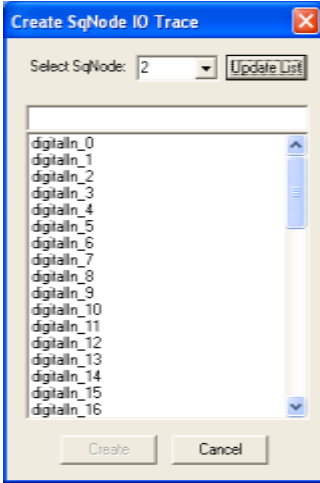 Create SqNode IO Trace
Select SqNode: 2 Update List
digitalIn_0
digitalIn_1
digitalIn_2
digitalIn_3
digitalIn_4
digitalIn_5
digitalIn_6
digitalIn_7
digitalIn_8
digitalIn_9
digitalIn_10
digitalIn_11
digitalIn_12
digitalIn_13
digitalIn_14
digitalIn_15
digitalIn_16
Create Cancel